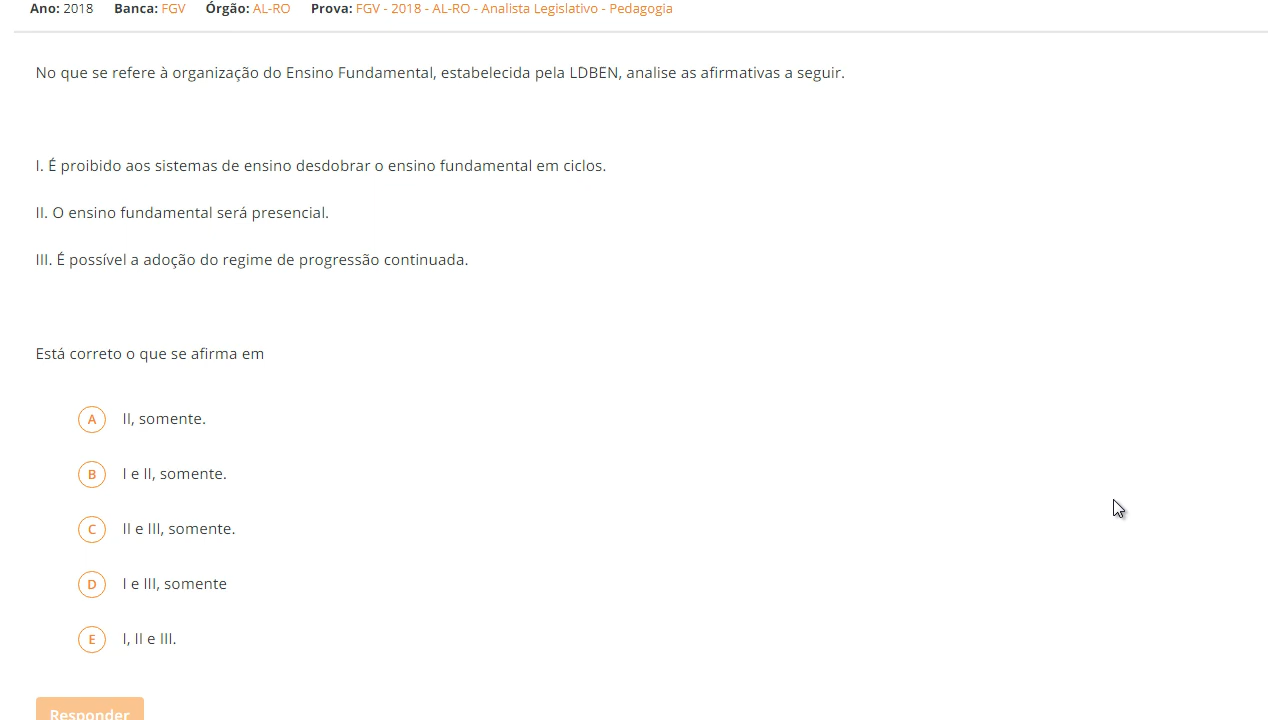 Ano: 2018 Banca: FGV Órgão: AL-RO Prova: FGV - 2018 - AL-RO - Analista Legislativo - Pedagogia
No que se refere à organização do Ensino Fundamental, estabelecida pela LDBEN, analise as afirmativas a seguir.
I. É proibido aos sistemas de ensino desdobrar o ensino fundamental em ciclos.
II. O ensino fundamental será presencial.
III. É possível a adoção do regime de progressão continuada.
Está correto o que se afirma em
A II, somente.
B I e II, somente.
C II e III, somente.
D I e III, somente
E I, II e III.
Responder